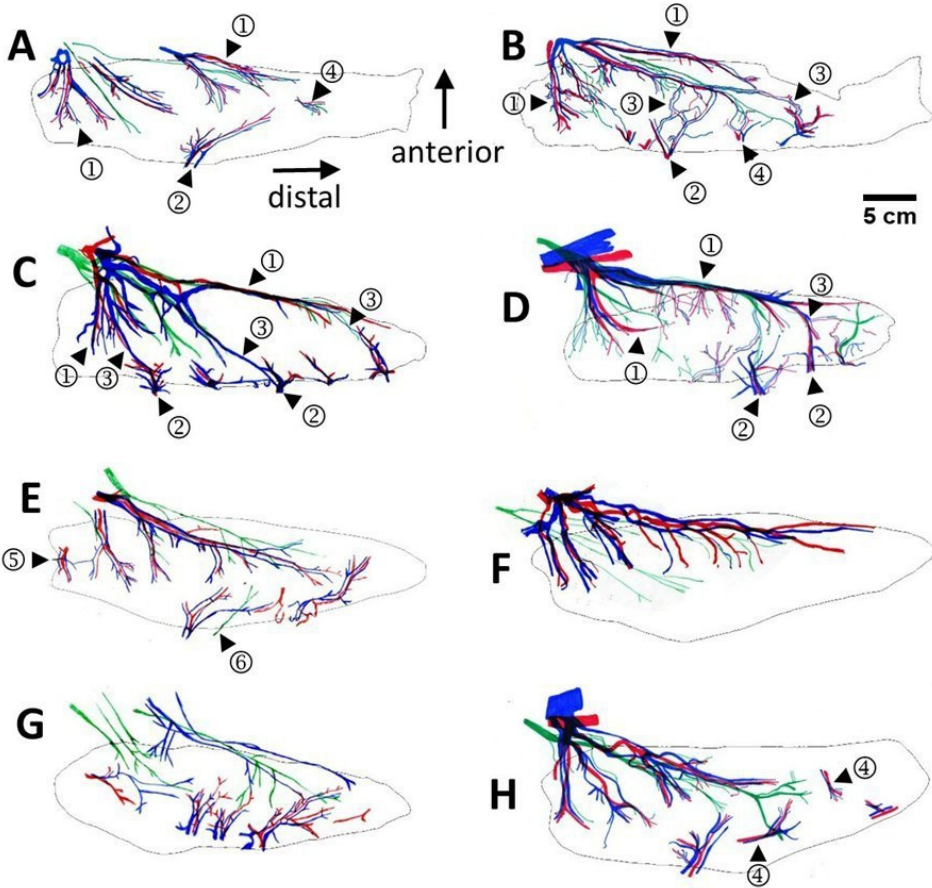 A
①
④
①
②
anterior
distal
B
①
③
①
③
②
④
5 cm
C
①
③
③
①
③
②
②
D
①
③
①
②
②
E
⑤
⑥
F
G
H
④
④